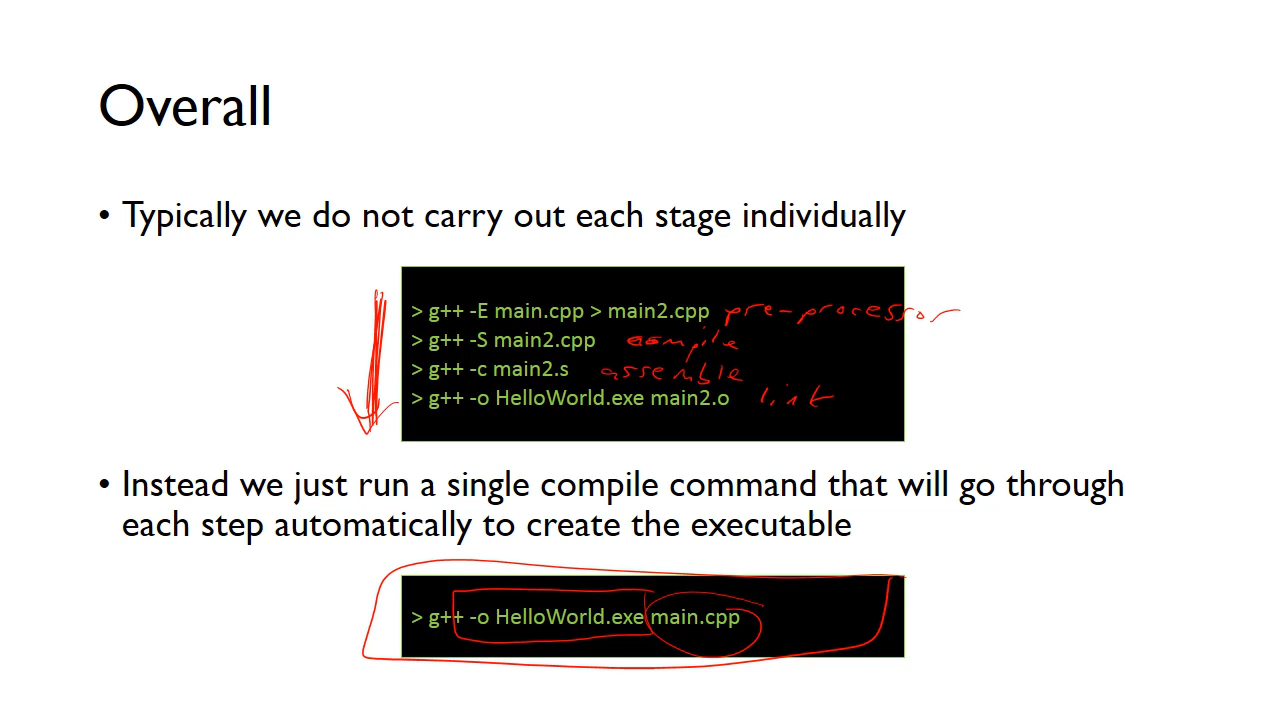 Overall
• Typically we do not carry out each stage individually
> g++ -E main.cpp > main2.cpp pre-processor
> g++ -S main2.cpp compile
> g++ -c main2.s assemble
> g++ -o HelloWorld.exe main2.o link
• Instead we just run a single compile command that will go through
each step automatically to create the executable
> g++ -o HelloWorld.exe main.cpp